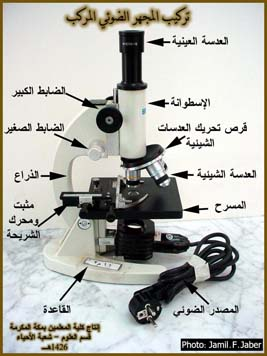 تركيب المجهر الضوئي المركب
العدسة العينية
الضابط الكبير
الإسطوانة
الضابط الصغير
قرص تحريك العدسات
الشيئية
الذراع
العدسة الشيئية
مثبت
ومحرك
الشريحة
المسرح
القاعدة
المصدر الضوئي
إنتاج كلية المعلمين بمكة المكرمة
قسم العلوم - شعبة الأحياء
1426هـ
Photo: Jamil.F.Jaber